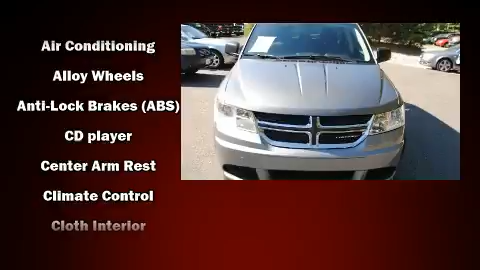 Air Conditioning
Alloy Wheels
Anti-Lock Brakes (ABS)
CD player
Center Arm Rest
Climate Control
Cloth Interior